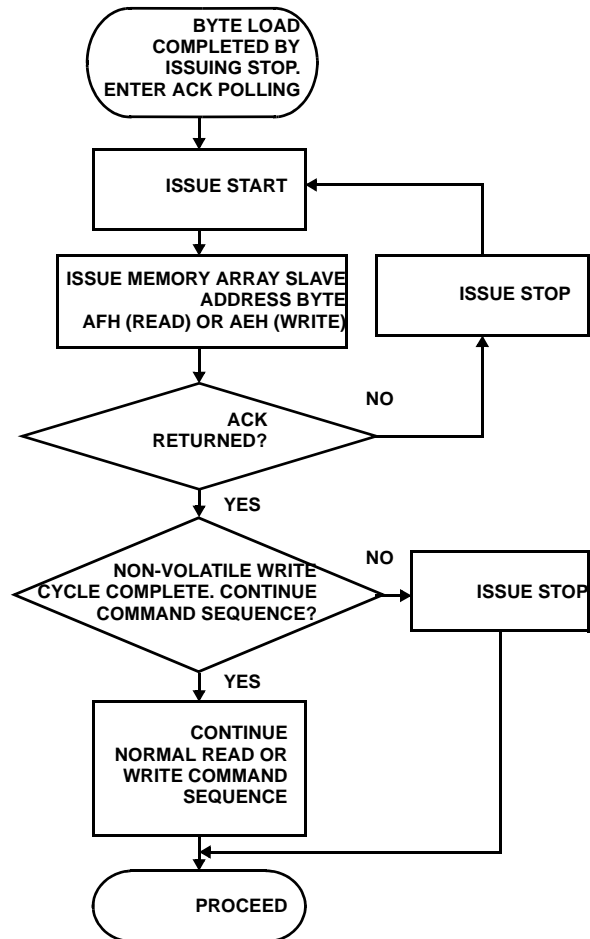 BYTE LOAD
COMPLETED BY
ISSUING STOP.
ENTER ACK POLLING
ISSUE START
ISSUE MEMORY ARRAY SLAVE
ADDRESS BYTE
AFH (READ) OR AEH (WRITE)
ISSUE STOP
ACK
RETURNED?
NO
YES
NON-VOLATILE WRITE
CYCLE COMPLETE. CONTINUE
COMMAND SEQUENCE?
NO
ISSUE STOP
YES
CONTINUE
NORMAL READ OR
WRITE COMMAND
SEQUENCE
PROCEED